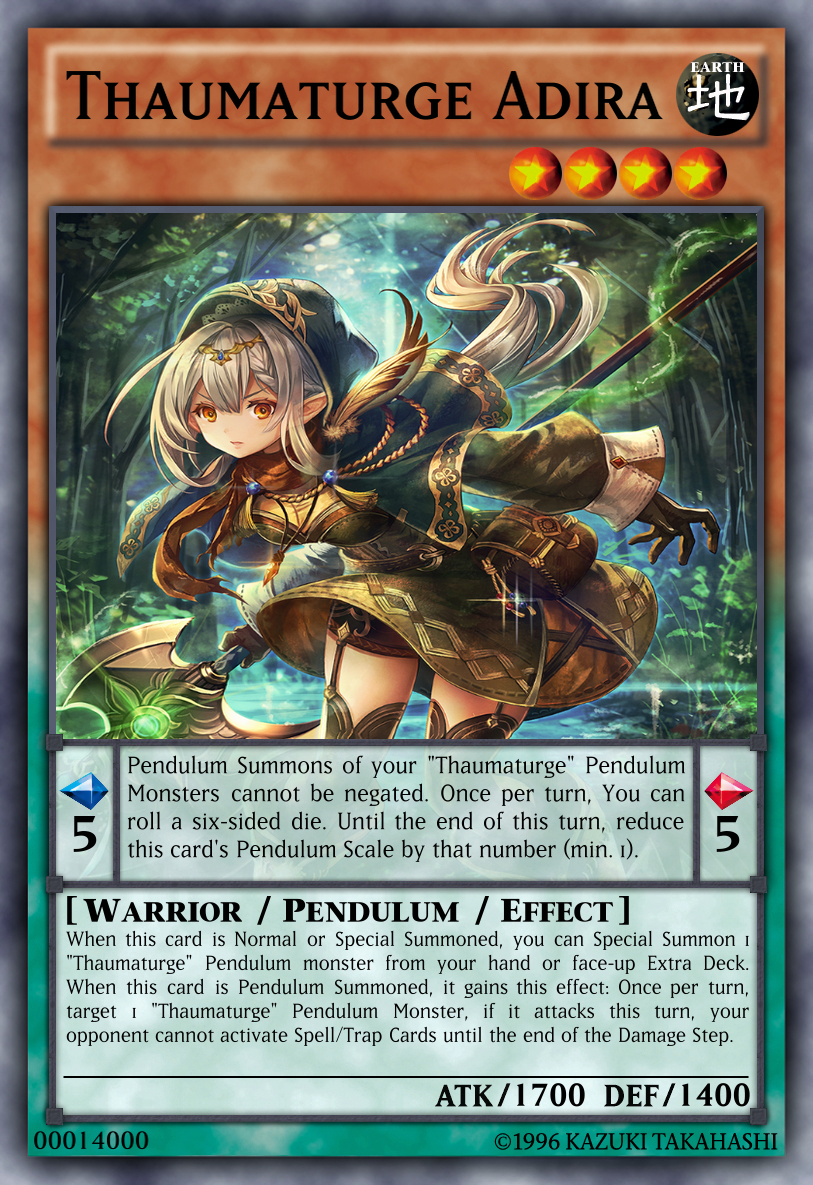 Thaumaturge Adira
EARTH
地
Pendulum Summons of your "Thaumaturge" Pendulum
Monsters cannot be negated. Once per turn, You can
roll a six-sided die. Until the end of this turn, reduce
this card's Pendulum Scale by that number (min. 1).
5
5
[ Warrior / Pendulum / Effect ]
When this card is Normal or Special Summoned, you can Special Summon 1
"Thaumaturge" Pendulum monster from your hand or face-up Extra Deck.
When this card is Pendulum Summoned, it gains this effect: Once per turn,
target 1 "Thaumaturge" Pendulum Monster, if it attacks this turn, your
opponent cannot activate Spell/Trap Cards until the end of the Damage Step.
ATK/1700 DEF/1400
00014000
©1996 KAZUKI TAKAHASHI